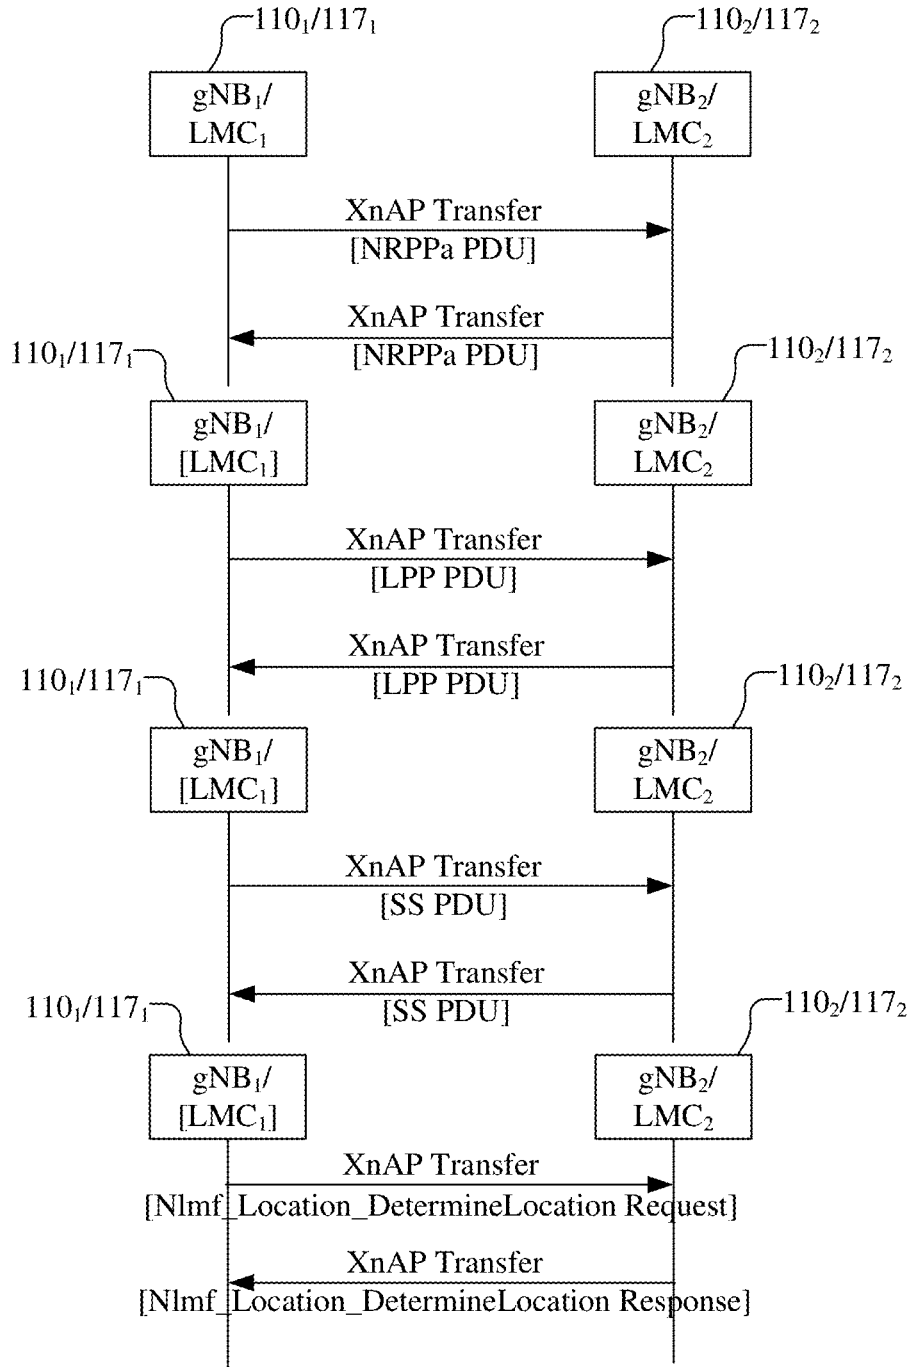 110₁/117₁
110₂/117₂
gNB₁/
LMC₁
gNB₂/
LMC₂
XnAP Transfer
[NRPPa PDU]
XnAP Transfer
[NRPPa PDU]
110₁/117₁
110₂/117₂
gNB₁/
[LMC₁]
gNB₂/
LMC₂
XnAP Transfer
[LPP PDU]
XnAP Transfer
[LPP PDU]
110₁/117₁
110₂/117₂
gNB₁/
[LMC₁]
gNB₂/
LMC₂
XnAP Transfer
[SS PDU]
XnAP Transfer
[SS PDU]
110₁/117₁
110₂/117₂
gNB₁/
[LMC₁]
gNB₂/
LMC₂
XnAP Transfer
[Nlmf_Location_DetermineLocation Request]
XnAP Transfer
[Nlmf_Location_DetermineLocation Response]